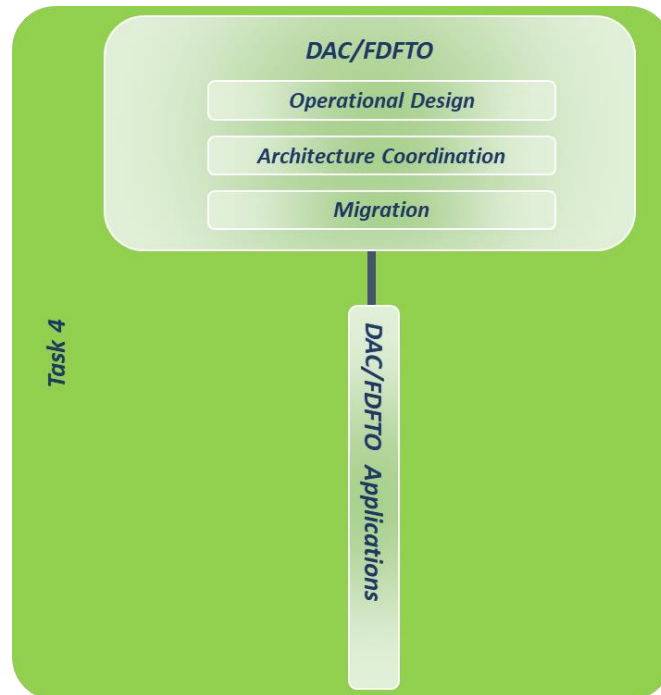 DAC/FDFTO
Operational Design
Architecture Coordination
Migration
Task 4
DAC/FDFTO Applications